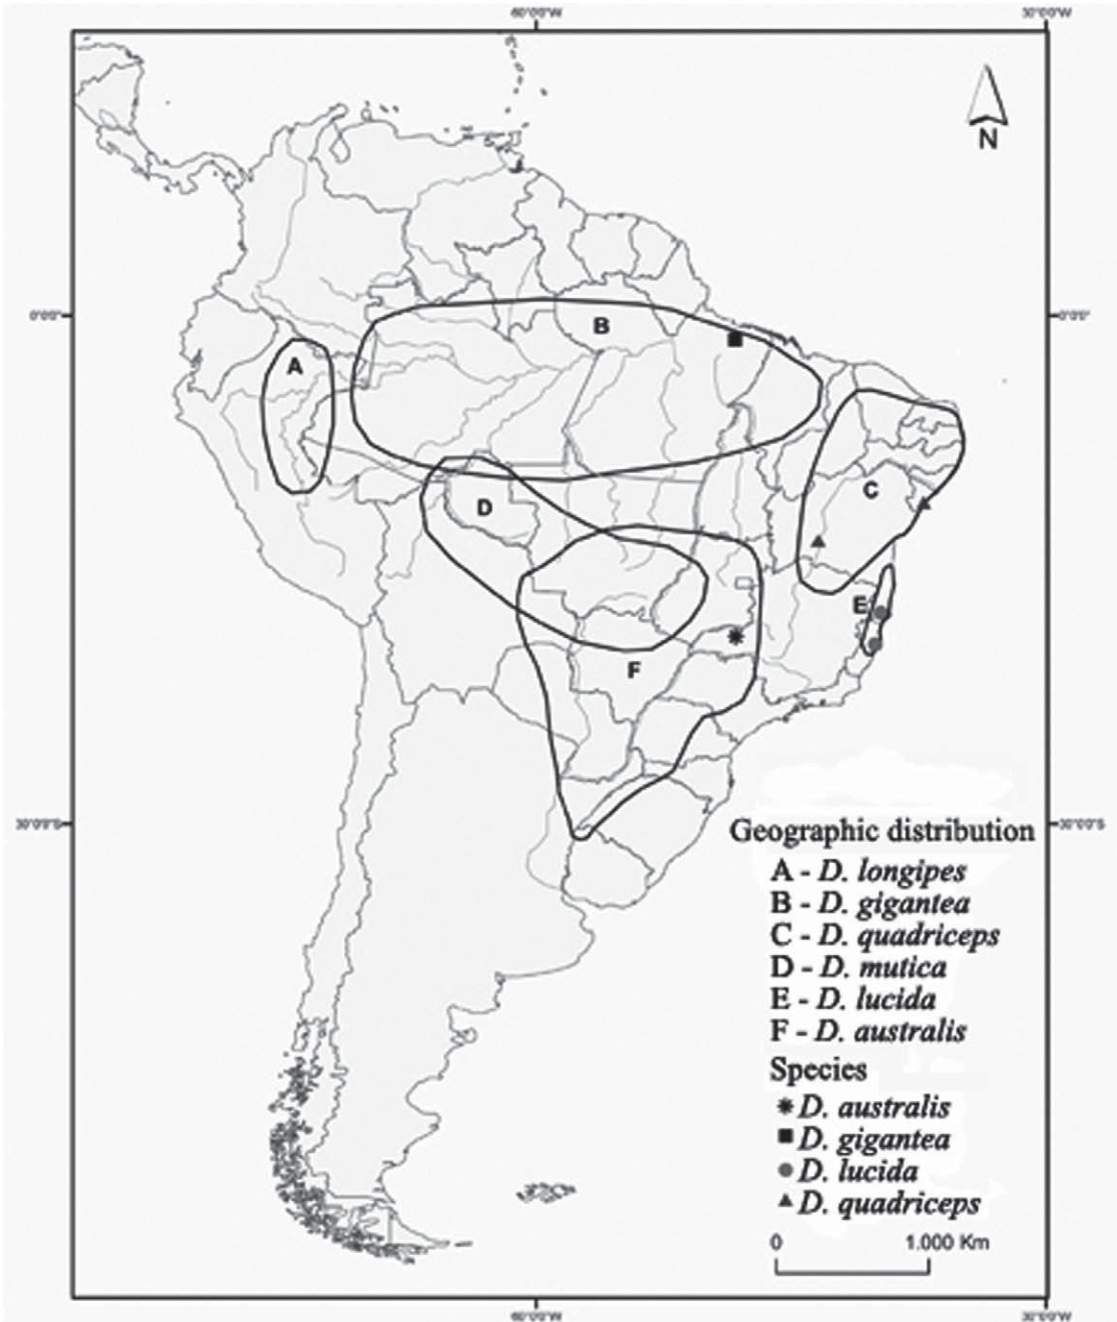 60°0'0"W
30°0'0"W
N
0°0'0"
0°0'0"
B
A
C
D
E
F
30°0'0"S
30°0'0"S
Geographic distribution
A - D. longipes
B - D. gigantea
C - D. quadriceps
D - D. mutica
E - D. lucida
F - D. australis
Species
D. australis
D. gigantea
D. lucida
D. quadriceps
0 1.000 Km
60°0'0"W
30°0'0"W